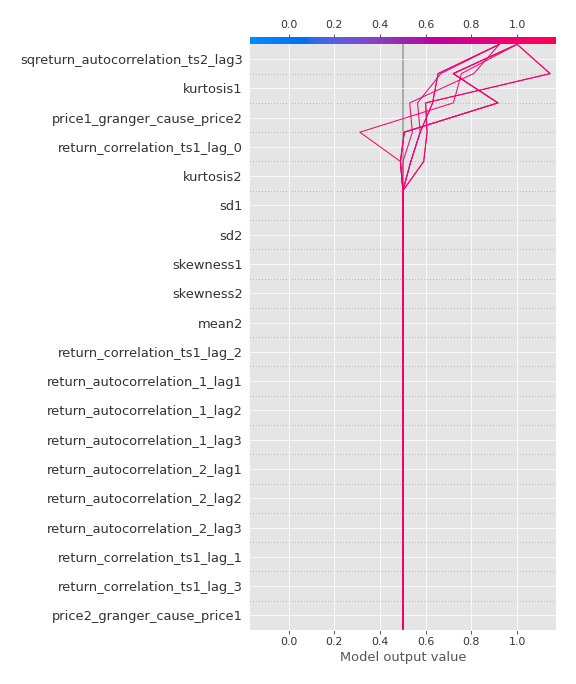 0.0 0.2 0.4 0.6 0.8 1.0
sqreturn_autocorrelation_ts2_lag3
kurtosis1
price1_granger_cause_price2
return_correlation_ts1_lag_0
kurtosis2
sd1
sd2
skewness1
skewness2
mean2
return_correlation_ts1_lag_2
return_autocorrelation_1_lag1
return_autocorrelation_1_lag2
return_autocorrelation_1_lag3
return_autocorrelation_2_lag1
return_autocorrelation_2_lag2
return_autocorrelation_2_lag3
return_correlation_ts1_lag_1
return_correlation_ts1_lag_3
price2_granger_cause_price1
0.0 0.2 0.4 0.6 0.8 1.0
Model output value